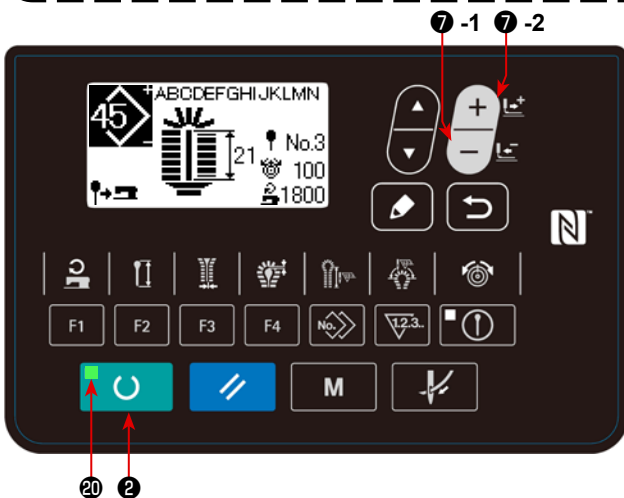 ❼ -1 ❼ -2
45
+
-
ABCDEFGHIJKLMN
21
No.3
100
1800
+
−
F1
F2
F3
F4
No.
1.2.3..
M
⓴ ❷